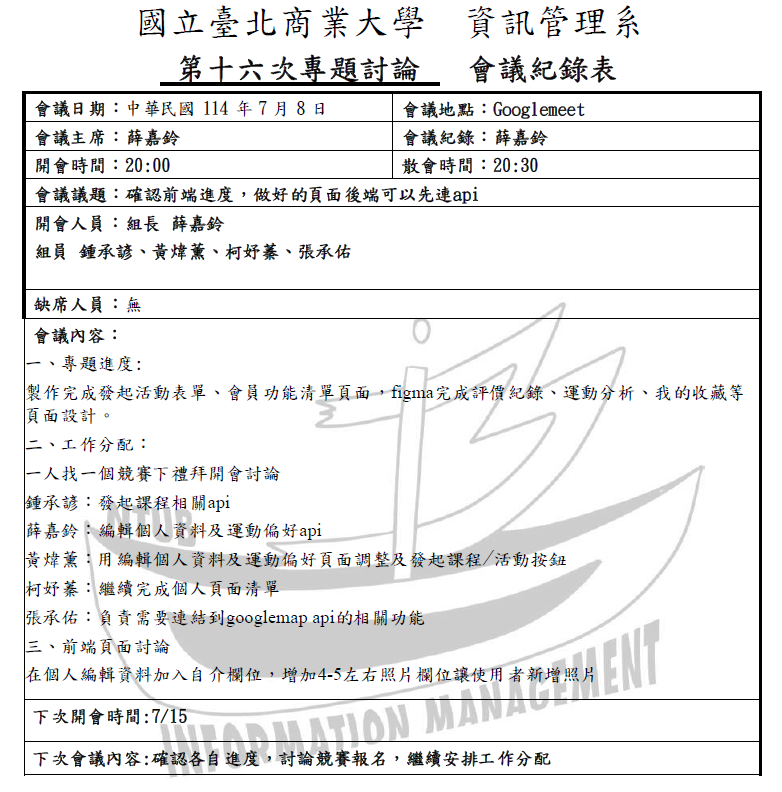 國立臺北商業大學　資訊管理系
第十六次專題討論　會議紀錄表
會議日期：中華民國 114 年 7 月 8 日
會議地點：Googlemeet
會議主席：薛嘉鈴
會議紀錄：薛嘉鈴
開會時間：20:00
散會時間：20:30
會議議題：確認前端進度，做好的頁面後端可以先連api
開會人員：組長 薛嘉鈴
組員 鍾承諺、黃煒薰、柯妤蓁、張承佑
缺席人員：無
會議內容：
一、專題進度:
製作完成發起活動表單、會員功能清單頁面，figma完成評價紀錄、運動分析、我的收藏等
頁面設計。
二、工作分配：
一人找一個競賽下禮拜開會討論
鍾承諺：發起課程相關api
薛嘉鈴：編輯個人資料及運動偏好api
黃煒薰：用編輯個人資料及運動偏好頁面調整及發起課程/活動按鈕
柯妤蓁：繼續完成個人頁面清單
張承佑：負責需要連結到googlemap api的相關功能
三、前端頁面討論
在個人編輯資料加入自介欄位，增加4-5左右照片欄位讓使用者新增照片
下次開會時間:7/15
下次會議內容:確認各自進度，討論競賽報名，繼續安排工作分配
NTUB
INFORMATION MANAGEMENT